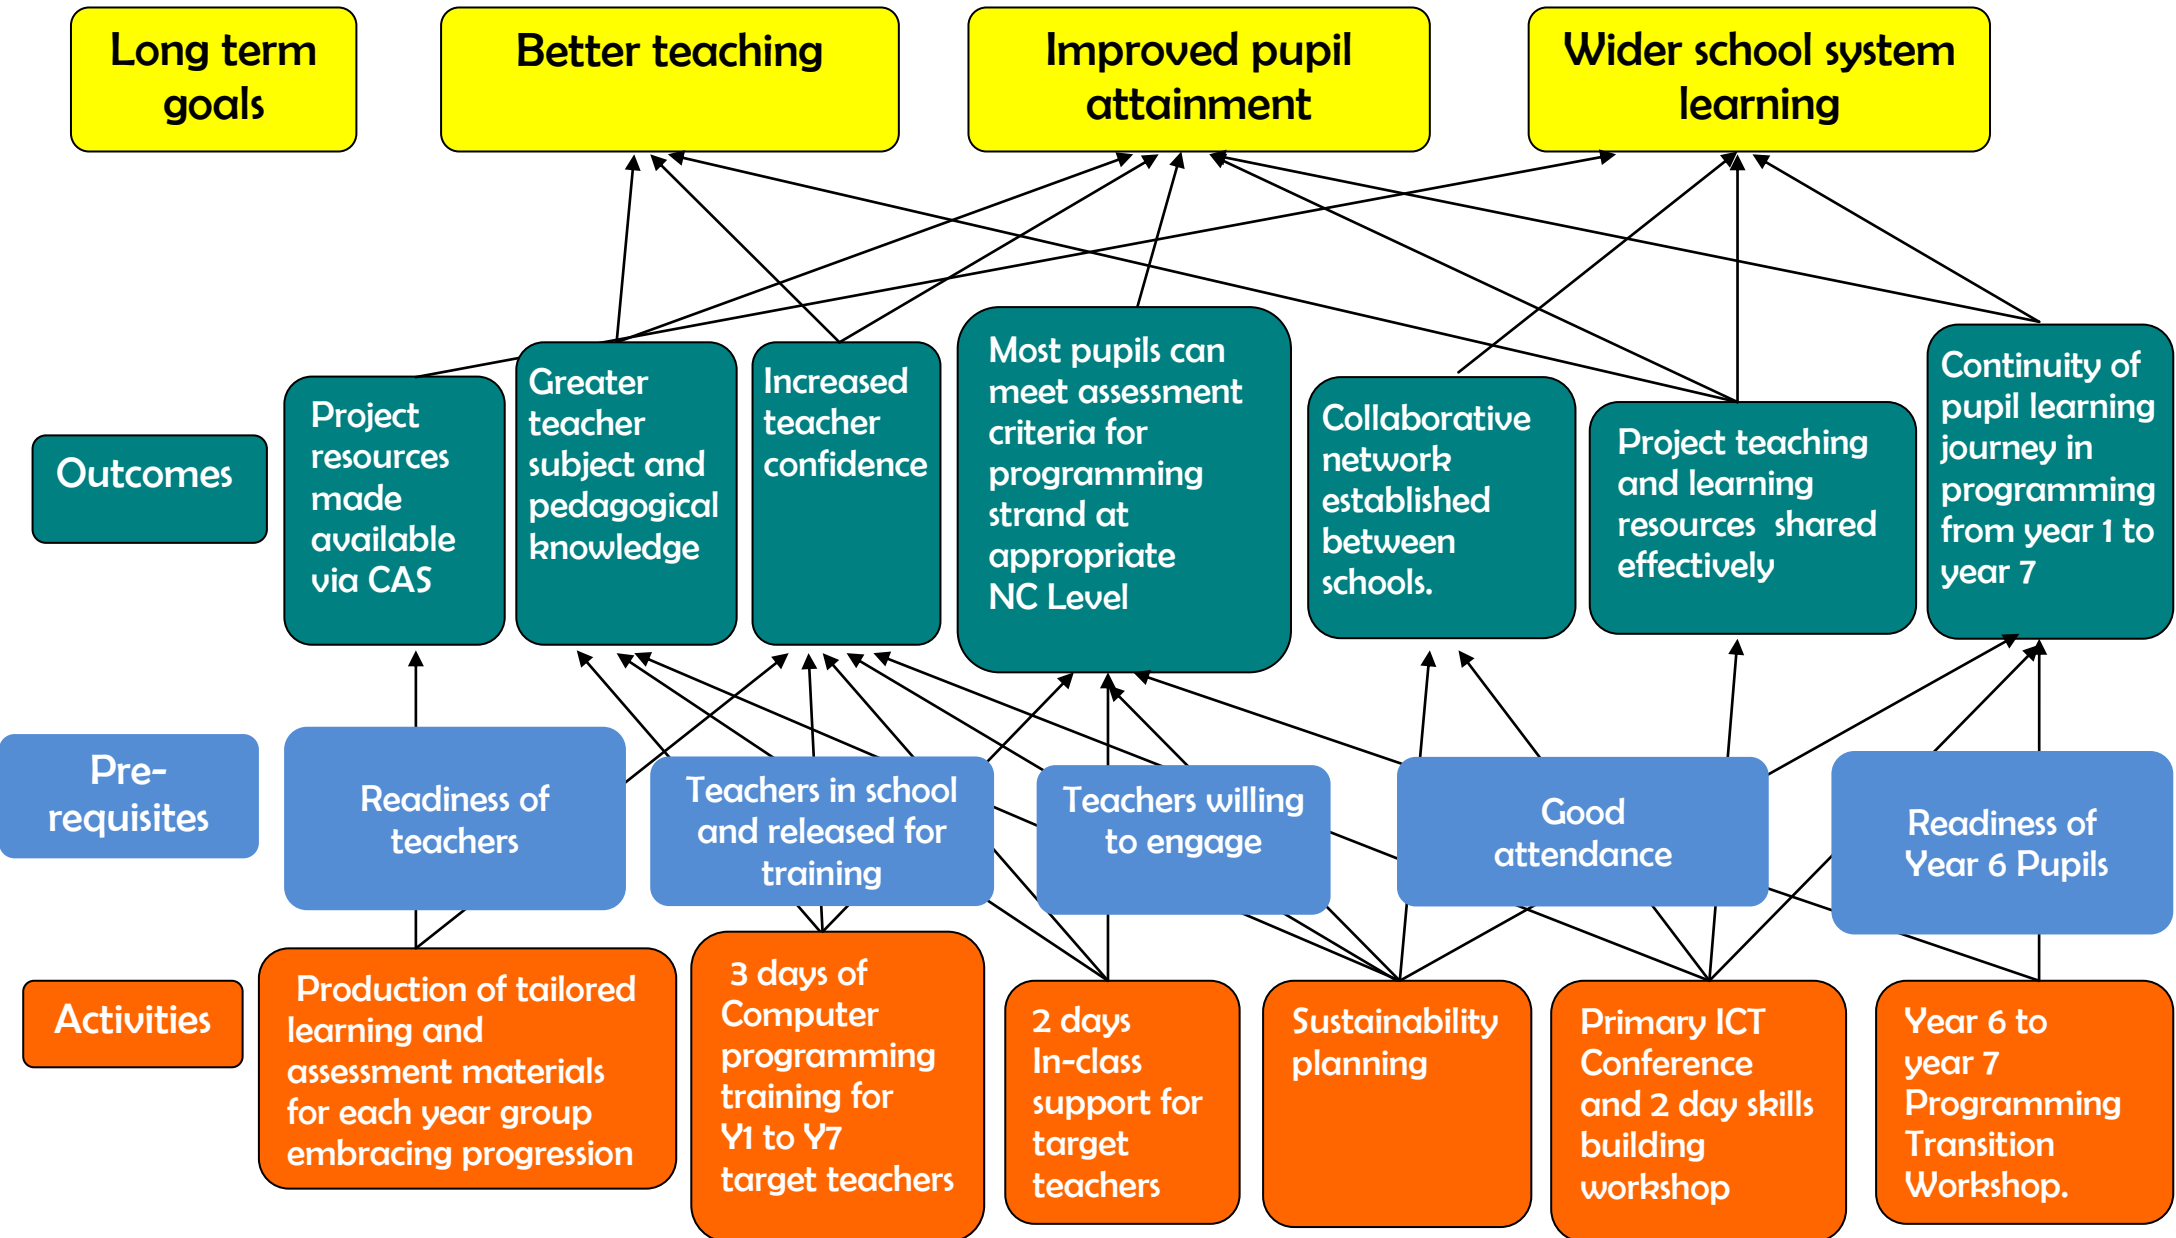 Long term
goals
Better teaching
Improved pupil
attainment
Wider school system
learning
Outcomes
Project
resources
made
available
via CAS
Greater
teacher
subject and
pedagogical
knowledge
Increased
teacher
confidence
Most pupils can
meet assessment
criteria for
programming
strand at
appropriate
NC Level
Collaborative
network
established
between
schools.
Project teaching
and learning
resources shared
effectively
Continuity of
pupil learning
journey in
programming
from year 1 to
year 7
Pre-
requisites
Readiness of
teachers
Teachers in school
and released for
training
Teachers willing
to engage
Good
attendance
Readiness of
Year 6 Pupils
Activities
Production of tailored
learning and
assessment materials
for each year group
embracing progression
3 days of
Computer
programming
training for
Y1 to Y7
target teachers
2 days
In-class
support for
target
teachers
Sustainability
planning
Primary ICT
Conference
and 2 day skills
building
workshop
Year 6 to
year 7
Programming
Transition
Workshop.